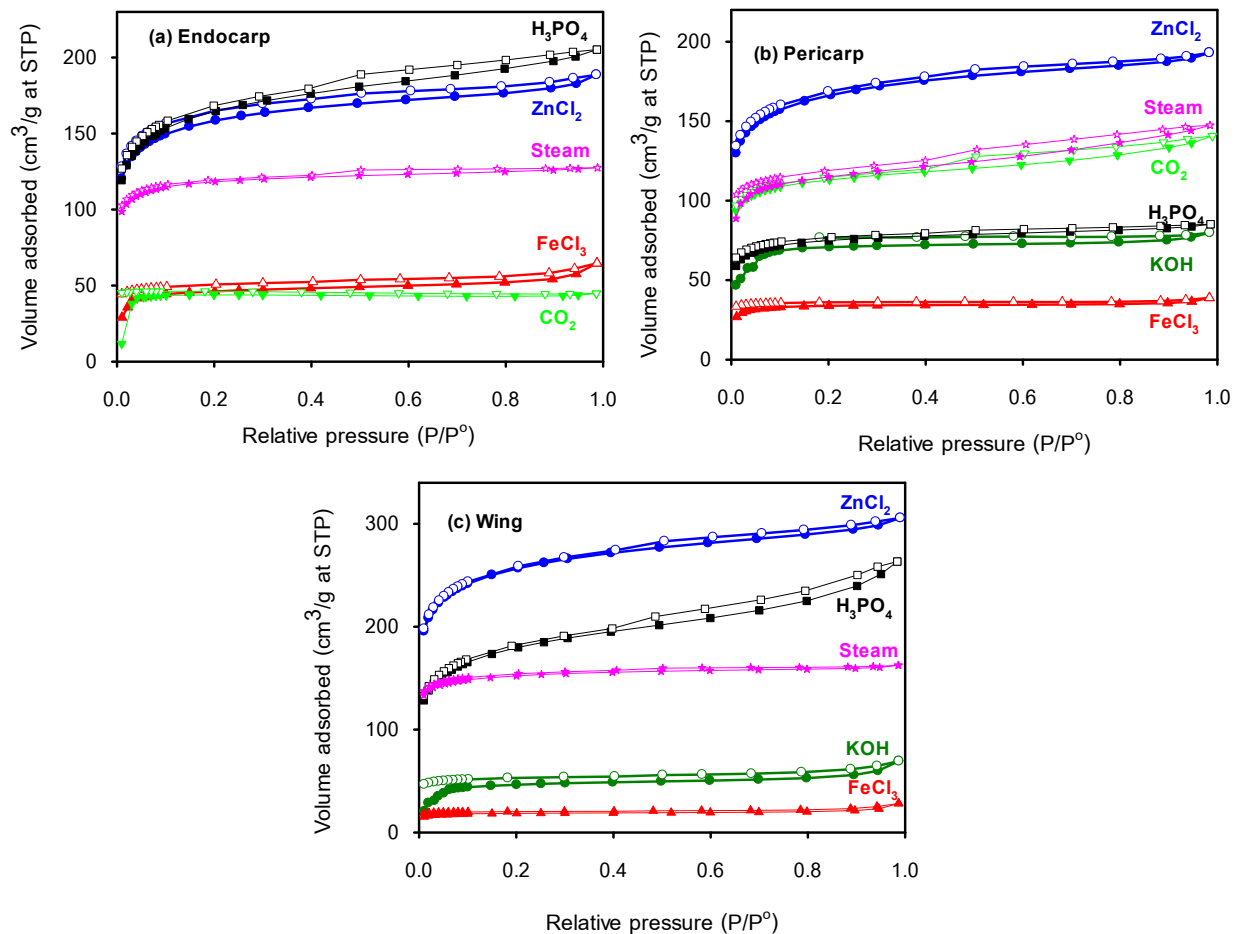 (a) Endocarp
H₃PO₄
ZnCl₂
Steam
FeCl₃
CO₂
200
150
100
50
0
0.0 0.2 0.4 0.6 0.8 1.0
Volume adsorbed (cm³/g at STP)
Relative pressure (P/Pᵒ)
(b) Pericarp
ZnCl₂
Steam
CO₂
H₃PO₄
KOH
FeCl₃
200
150
100
50
0
0.0 0.2 0.4 0.6 0.8 1.0
Volume adsorbed (cm³/g at STP)
Relative pressure (P/Pᵒ)
(c) Wing
ZnCl₂
H₃PO₄
Steam
KOH
FeCl₃
300
200
100
0
0.0 0.2 0.4 0.6 0.8 1.0
Volume adsorbed (cm³/g at STP)
Relative pressure (P/Pᵒ)